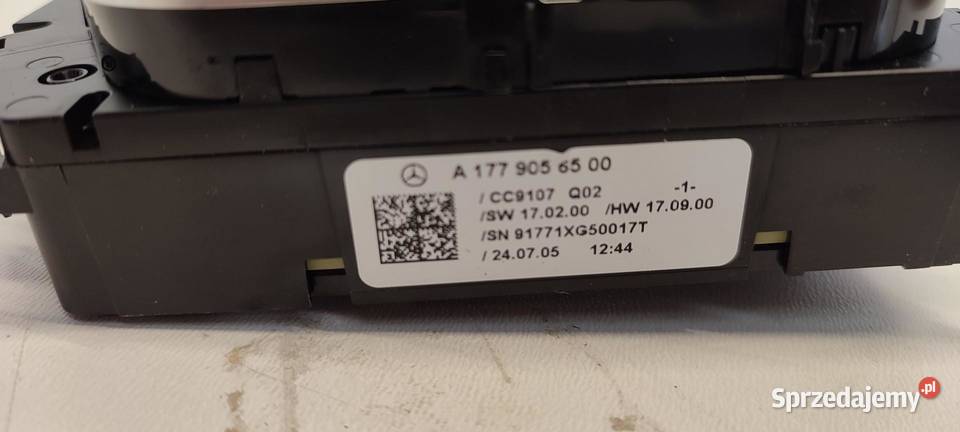 A 177 905 65 00
/ CC9107 Q02 -1-
/SW 17.02.00 /HW 17.09.00
/SN 91771XG50017T
/ 24.07.05 12:44
Sprzedajemy.pl